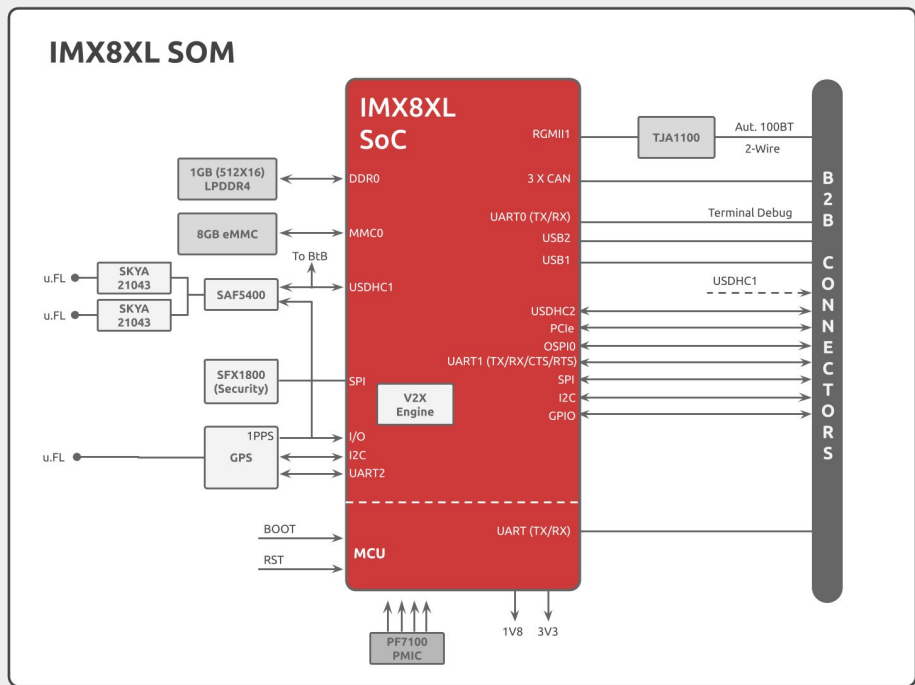 IMX8XL SOM
IMX8XL
SoC
1GB (512X16)
LPDDR4
DDR0
8GB eMMC
MMC0
To BtB
u.FL
SKYA
21043
SAF5400
USDHC1
u.FL
SKYA
21043
SFX1800
(Security)
SPI
V2X
Engine
1PPS
I/O
u.FL
GPS
I2C
UART2
BOOT
RST
MCU
PF7100
PMIC
1V8
3V3
RGMII1
TJA1100
Aut. 100BT
2-Wire
3 X CAN
UART0 (TX/RX)
Terminal Debug
USB2
USB1
USDHC1
USDHC2
PCIe
OSPI0
UART1 (TX/RX/CTS/RTS)
SPI
I2C
GPIO
UART (TX/RX)
B2B CONNECTORS